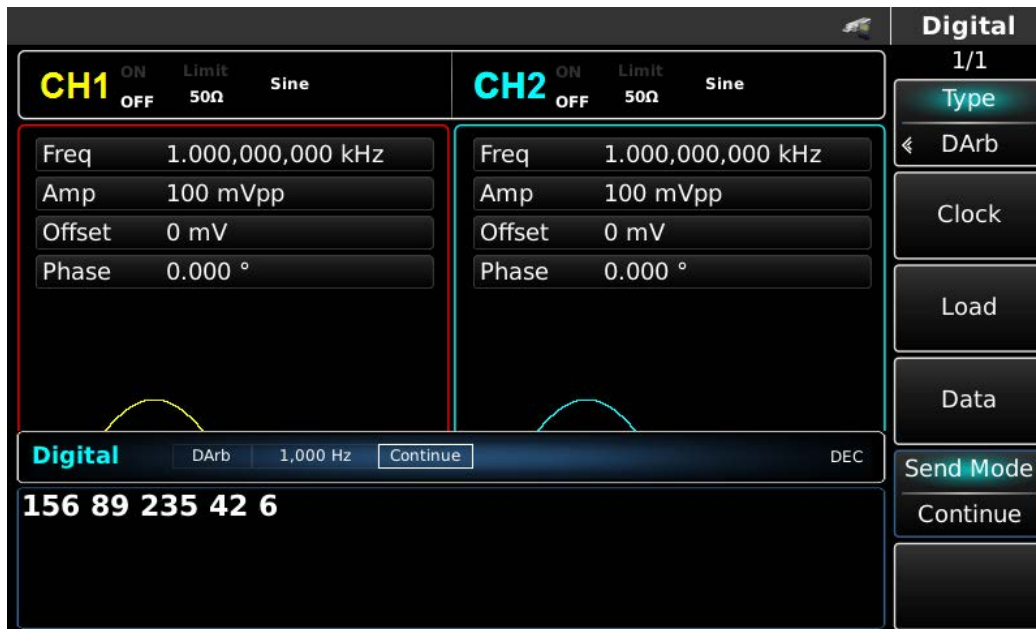 Digital
1/1
CH1 ON OFF Limit 50Ω Sine
CH2 ON OFF Limit 50Ω Sine
Freq 1.000,000,000 kHz
Amp 100 mVpp
Offset 0 mV
Phase 0.000 °
Freq 1.000,000,000 kHz
Amp 100 mVpp
Offset 0 mV
Phase 0.000 °
Digital DArb 1,000 Hz Continue DEC
156 89 235 42 6
Type
DArb
Clock
Load
Data
Send Mode
Continue